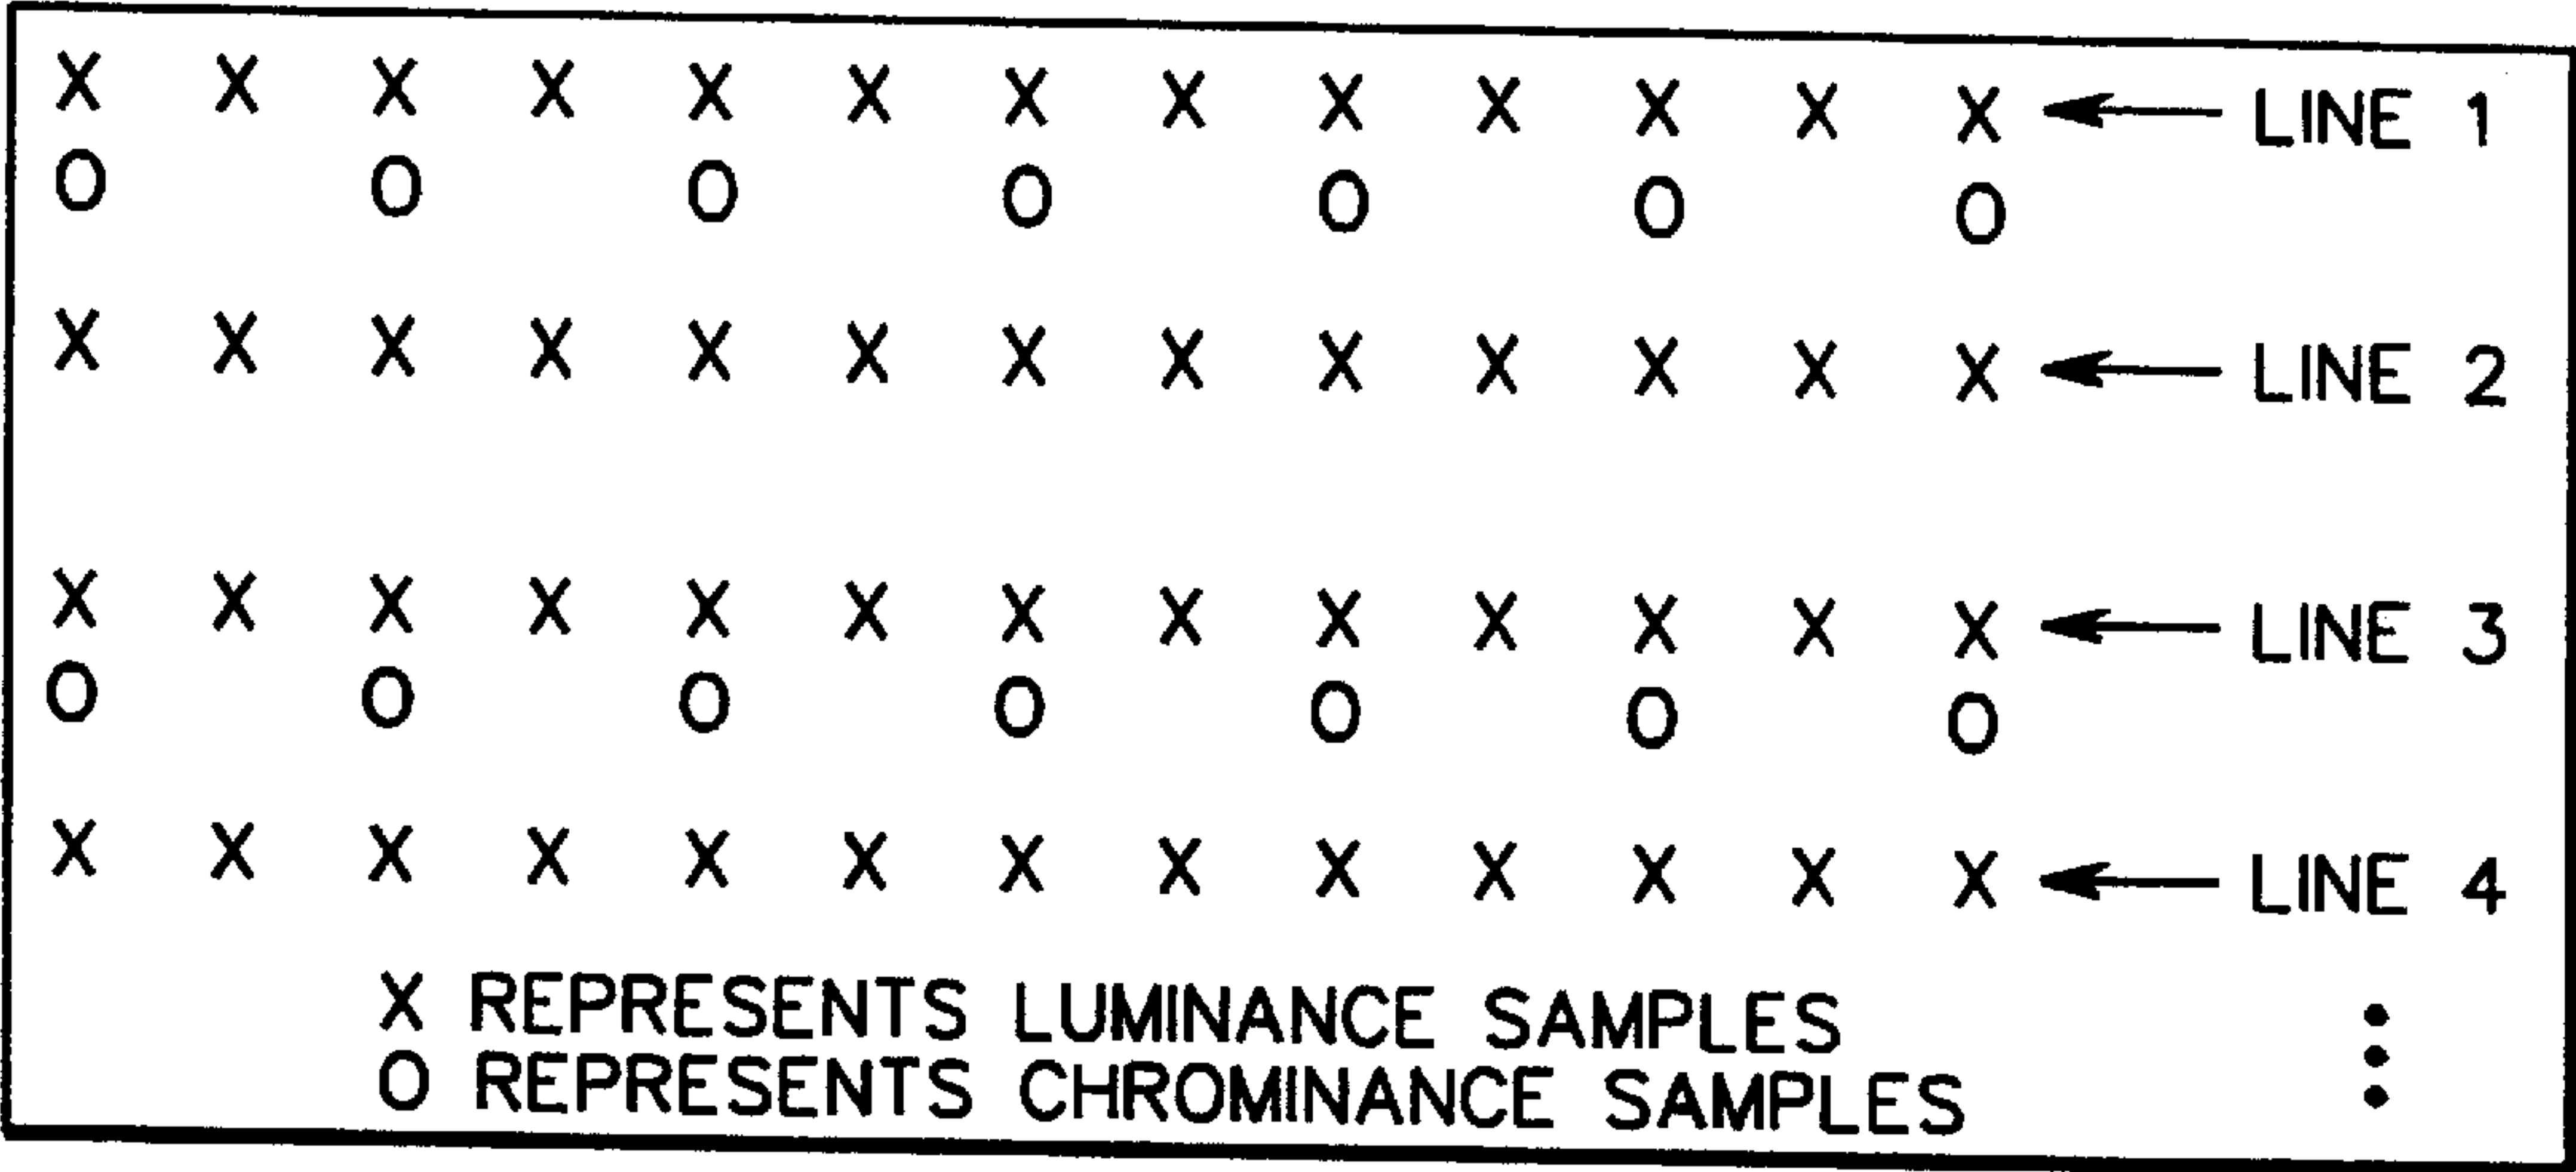 X X X X X X X X X X X X X ← LINE 1
O O O O O O O
X X X X X X X X X X X X X ← LINE 2
X X X X X X X X X X X X X ← LINE 3
O O O O O O O
X X X X X X X X X X X X X ← LINE 4
X REPRESENTS LUMINANCE SAMPLES
O REPRESENTS CHROMINANCE SAMPLES